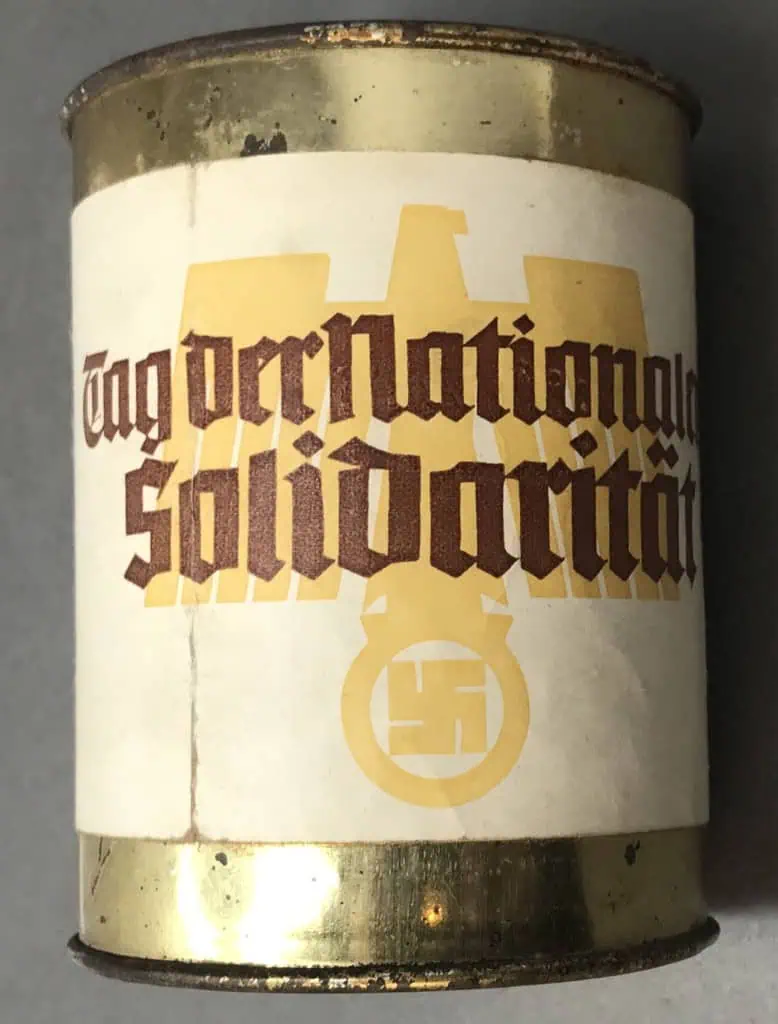 Tag der Nationale
Solidarität